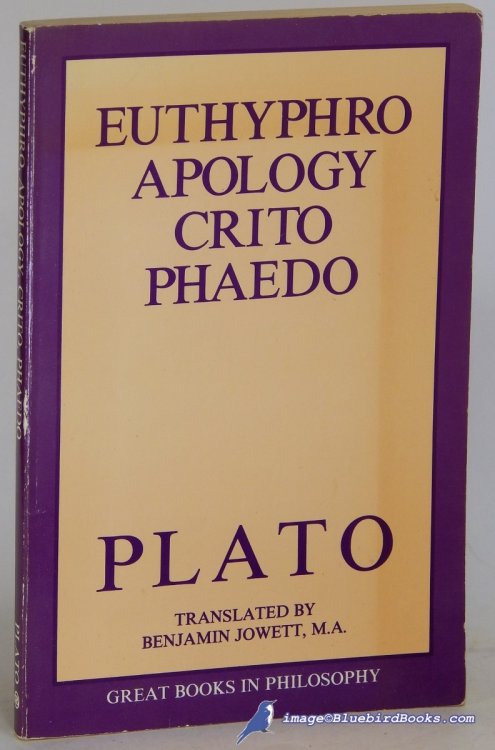 EUTHYPHRO
APOLOGY
CRITO
PHAEDO
PLATO
TRANSLATED BY
BENJAMIN JOWETT, M.A.
GREAT BOOKS IN PHILOSOPHY
EUTHYPHRO, APOLOGY, CRITO, PHAEDO
PLATO
image©BluebirdBooks.com